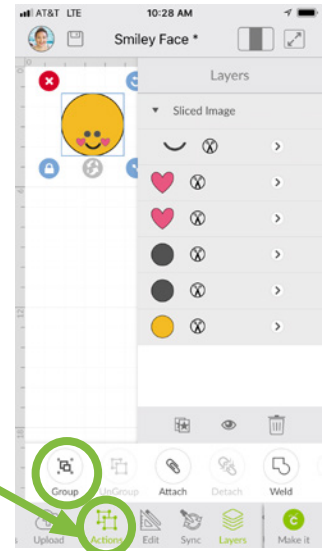 AT&T LTE 10:28 AM
Smiley Face *
Layers
Sliced Image
Group UnGroup Attach Detach Weld
Upload Actions Edit Sync Layers Make it